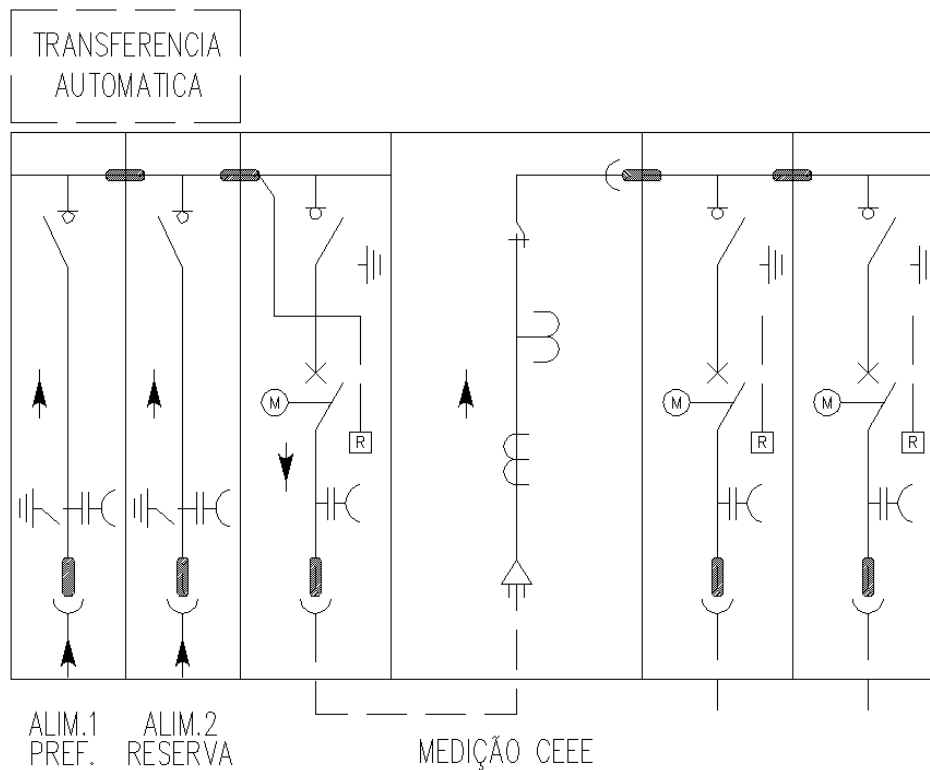 TRANSFERENCIA
AUTOMATICA
M
R
M
R
M
R
ALIM.1
PREF.
ALIM.2
RESERVA
MEDIÇÃO CEEE